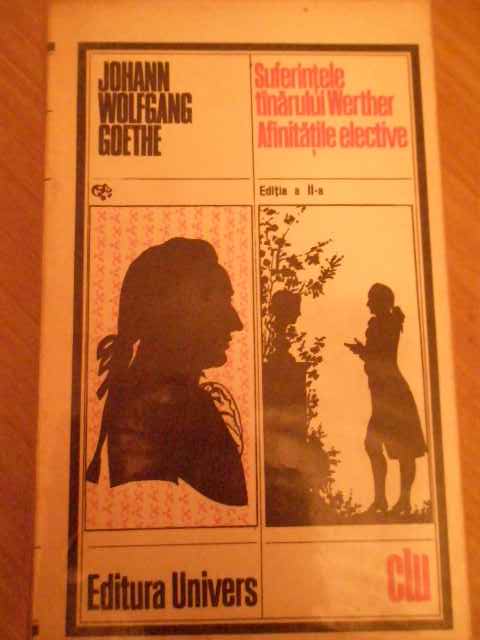 JOHANN
WOLFGANG
GOETHE
Suferințele
tînărului Werther
Afinitățile elective
Ediția a II-a
Editura Univers
clu